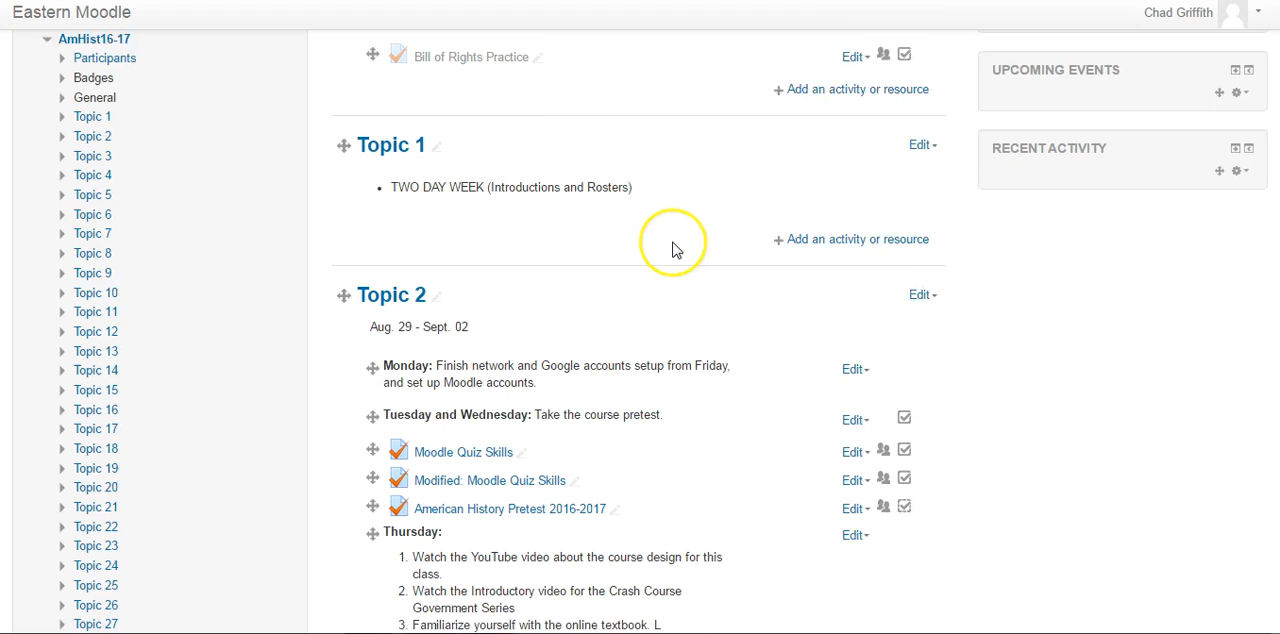 Eastern Moodle
Chad Griffith
AmHist16-17
Participants
Badges
General
Topic 1
Topic 2
Topic 3
Topic 4
Topic 5
Topic 6
Topic 7
Topic 8
Topic 9
Topic 10
Topic 11
Topic 12
Topic 13
Topic 14
Topic 15
Topic 16
Topic 17
Topic 18
Topic 19
Topic 20
Topic 21
Topic 22
Topic 23
Topic 24
Topic 25
Topic 26
Topic 27
Bill of Rights Practice
Edit
Add an activity or resource
Topic 1
Edit
TWO DAY WEEK (Introductions and Rosters)
Add an activity or resource
Topic 2
Edit
Aug. 29 - Sept. 02
Monday: Finish network and Google accounts setup from Friday,
and set up Moodle accounts.
Edit
Tuesday and Wednesday: Take the course pretest.
Edit
Moodle Quiz Skills
Edit
Modified: Moodle Quiz Skills
Edit
American History Pretest 2016-2017
Edit
Thursday:
Edit
1. Watch the YouTube video about the course design for this
class.
2. Watch the Introductory video for the Crash Course
Government Series
3. Familiarize yourself with the online textbook. L
UPCOMING EVENTS
RECENT ACTIVITY